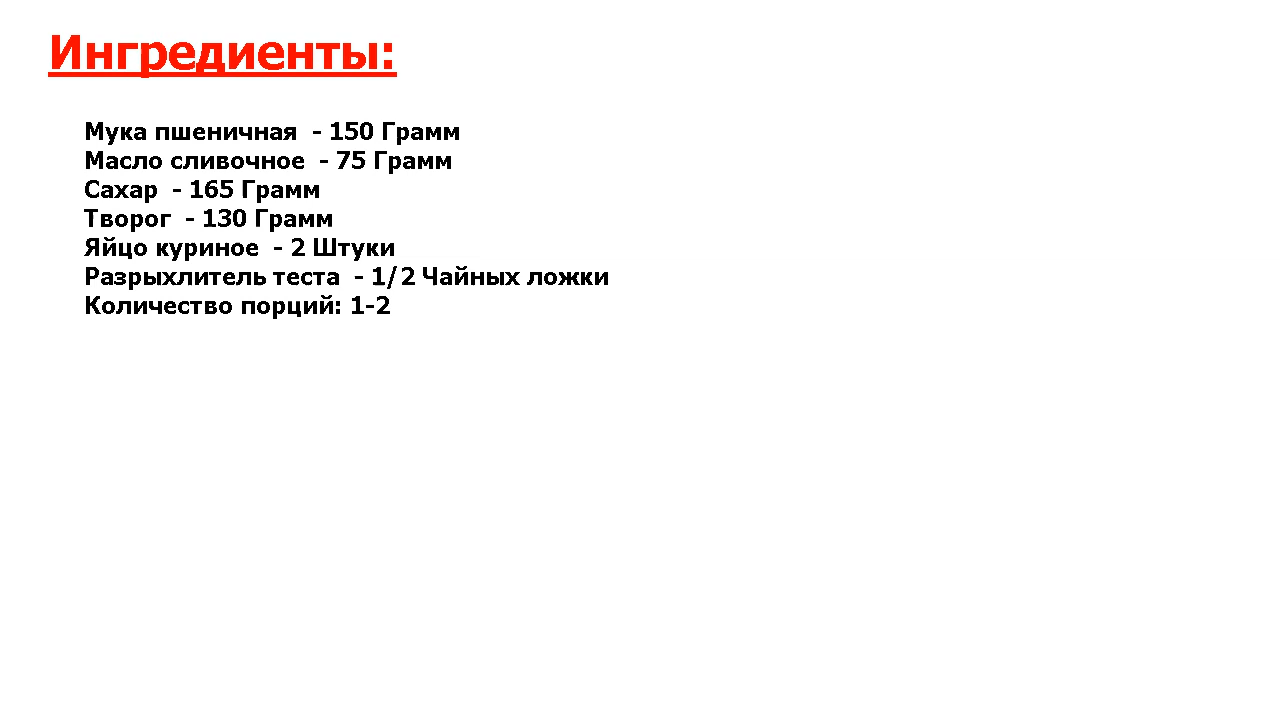 Ингредиенты:
Мука пшеничная - 150 Грамм
Масло сливочное - 75 Грамм
Сахар - 165 Грамм
Творог - 130 Грамм
Яйцо куриное - 2 Штуки
Разрыхлитель теста - 1/2 Чайных ложки
Количество порций: 1-2